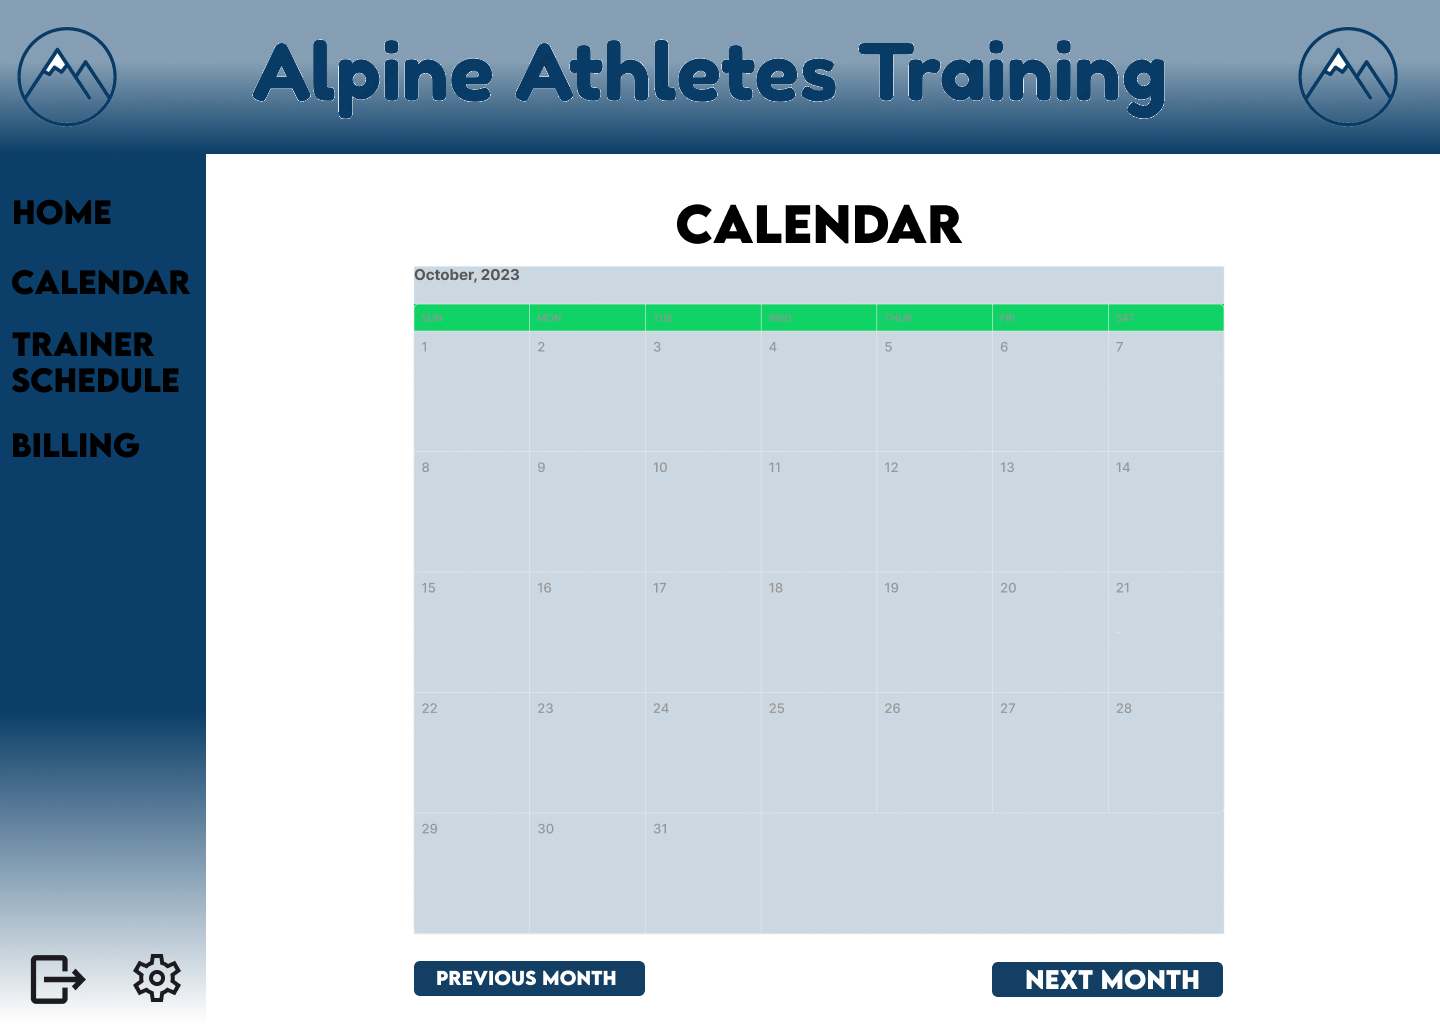 Alpine Athletes Training
HOME
CALENDAR
TRAINER
SCHEDULE
BILLING
CALENDAR
October, 2023
SUN MON TUE WED THUR FRI SAT
1 2 3 4 5 6 7
8 9 10 11 12 13 14
15 16 17 18 19 20 21
22 23 24 25 26 27 28
29 30 31
PREVIOUS MONTH NEXT MONTH